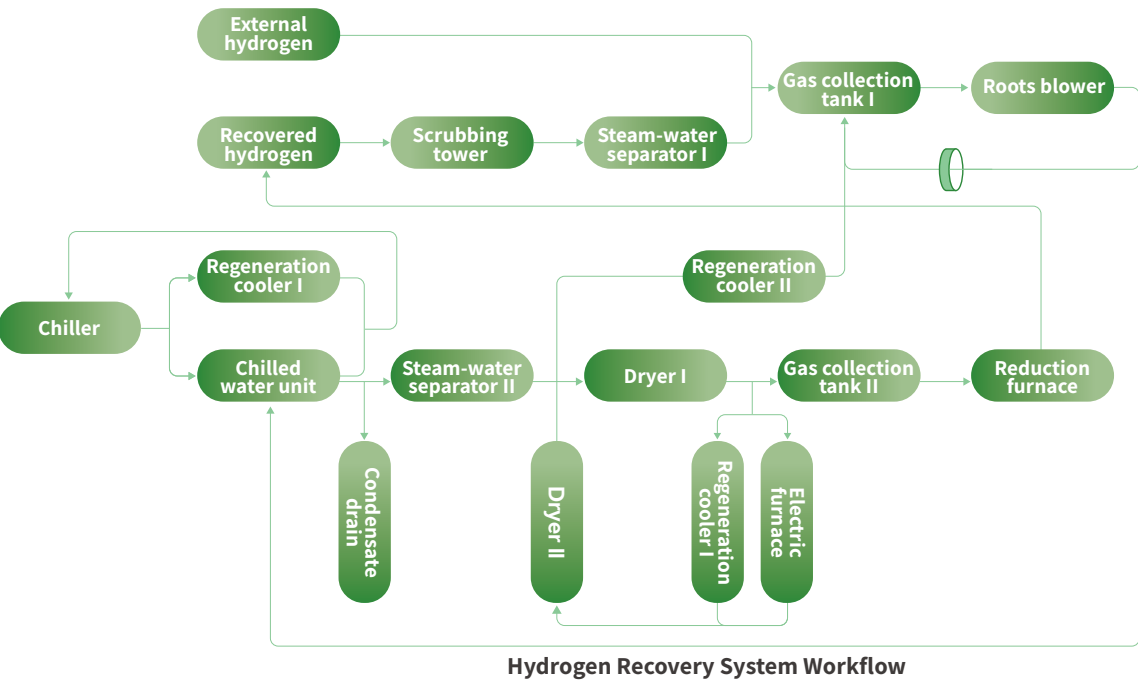 External
hydrogen
Gas collection
tank I
Roots blower
Recovered
hydrogen
Scrubbing
tower
Steam-water
separator I
Regeneration
cooler I
Regeneration
cooler II
Chiller
Chilled
water unit
Steam-water
separator II
Dryer I
Gas collection
tank II
Reduction
furnace
Condensate
drain
Dryer II
Regeneration
cooler I
Electric
furnace
Hydrogen Recovery System Workflow